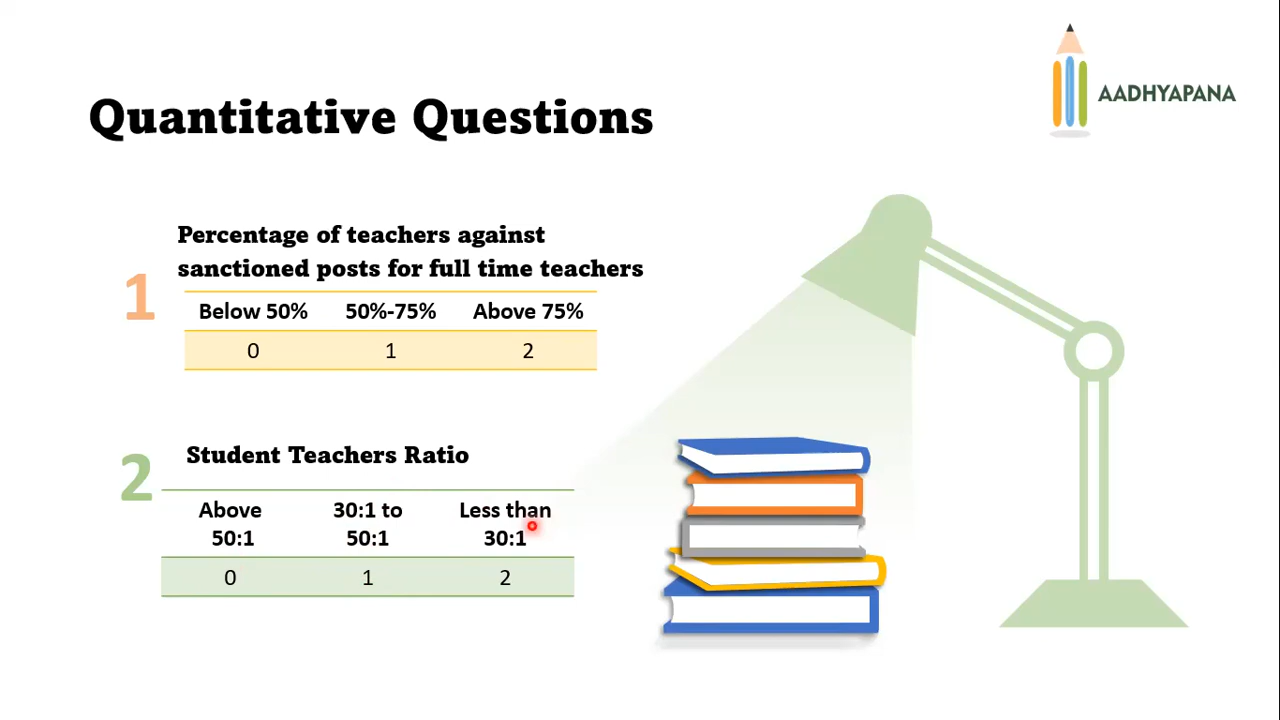 AADHYAPANA
Quantitative Questions
1
Percentage of teachers against
sanctioned posts for full time teachers
Below 50% 50%-75% Above 75%
0 1 2
2
Student Teachers Ratio
Above 30:1 to Less than
50:1 50:1 30:1
0 1 2